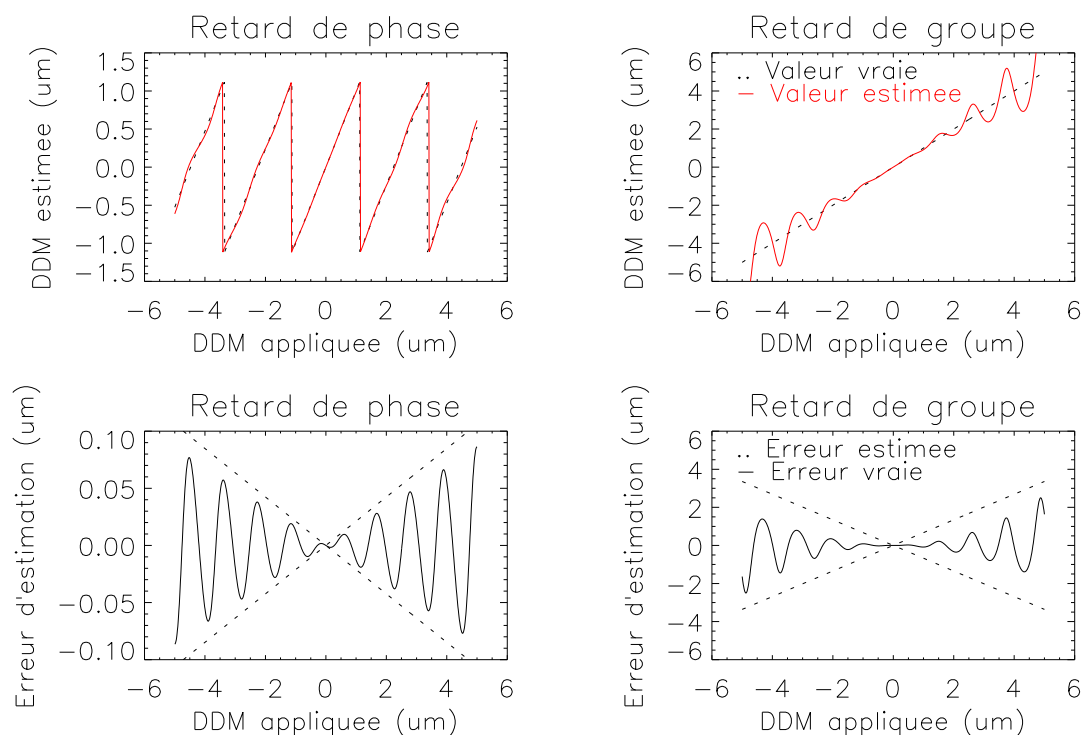 Retard de phase
DDM estimee (um)
1.5
1.0
0.5
0.0
−0.5
−1.0
−1.5
−6 −4 −2 0 2 4 6
DDM appliquee (um)
Retard de groupe
DDM estimee (um)
6
4
2
0
−2
−4
−6
.. Valeur vraie
— Valeur estimee
−6 −4 −2 0 2 4 6
DDM appliquee (um)
Retard de phase
Erreur d'estimation (um)
0.10
0.05
0.00
−0.05
−0.10
−6 −4 −2 0 2 4 6
DDM appliquee (um)
Retard de groupe
Erreur d'estimation (um)
6
4
2
0
−2
−4
−6
.. Erreur estimee
— Erreur vraie
−6 −4 −2 0 2 4 6
DDM appliquee (um)